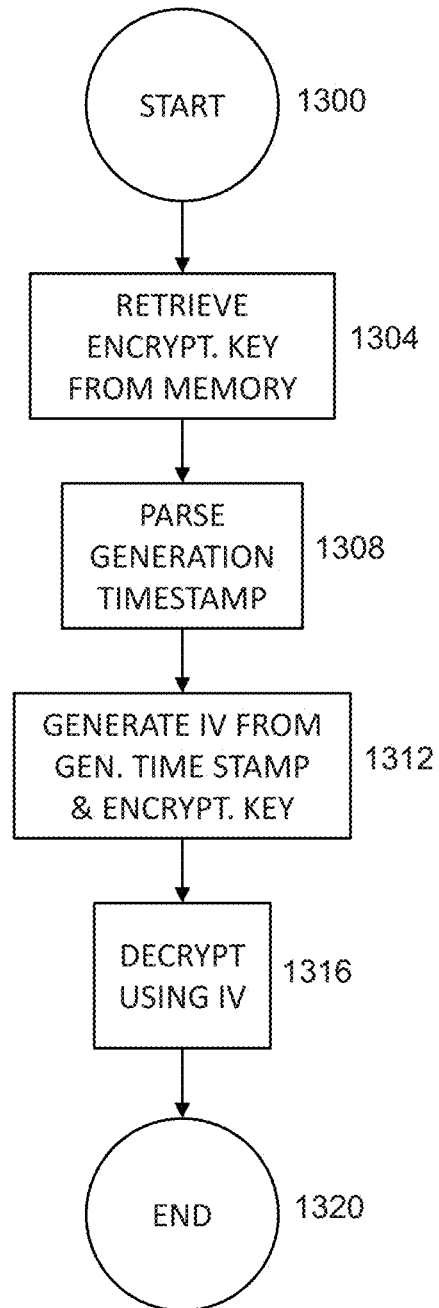 START
1300
RETRIEVE
ENCRYPT. KEY
FROM MEMORY
1304
PARSE
GENERATION
TIMESTAMP
1308
GENERATE IV FROM
GEN. TIME STAMP
& ENCRYPT. KEY
1312
DECRYPT
USING IV
1316
END
1320